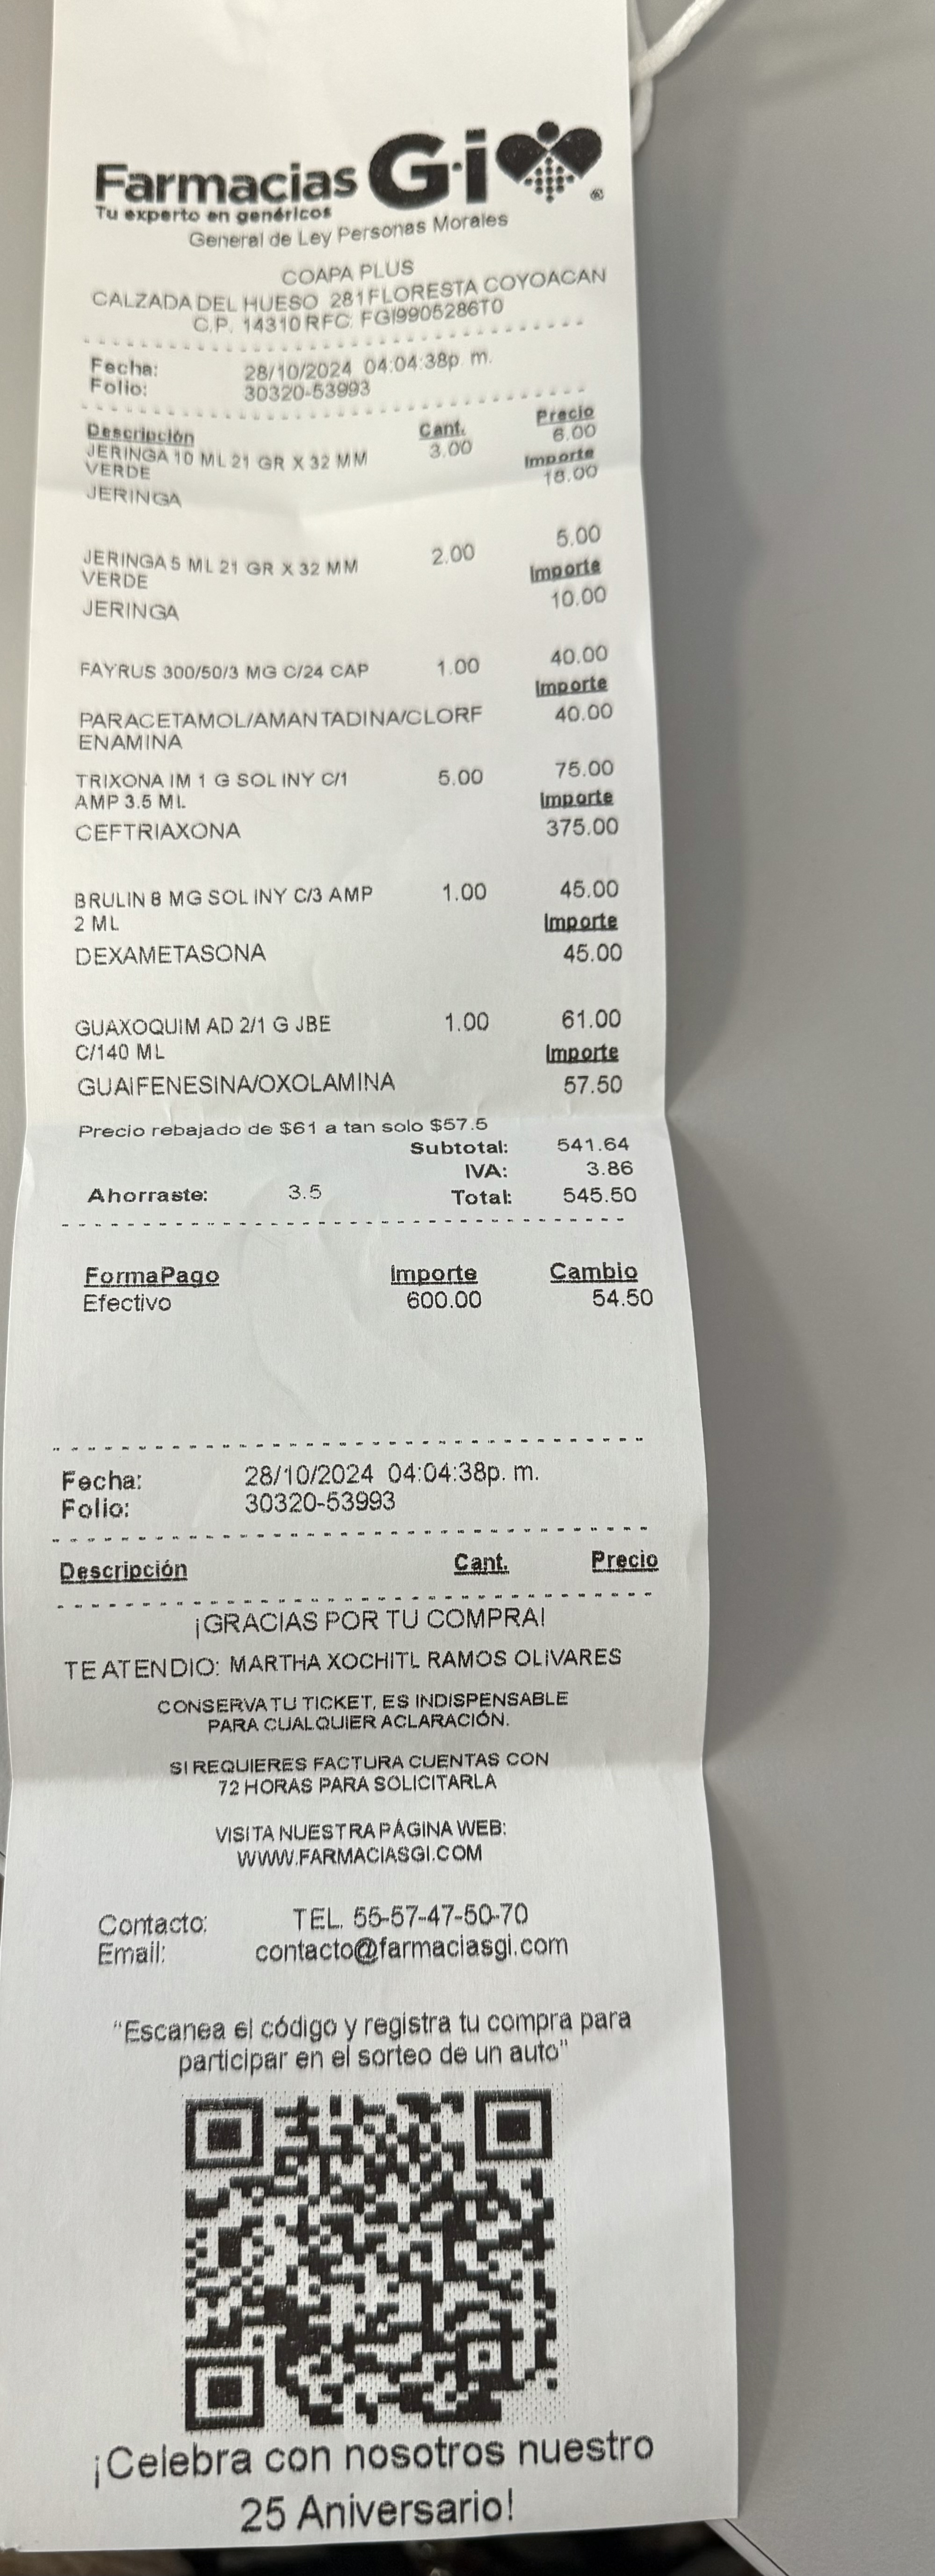 Farmacias Gi
Tu experto en genéricos
®
General de Ley Personas Morales
COAPA PLUS
CALZADA DEL HUESO 281 FLORESTA COYOACAN
C.P. 14310 RFC: FGI9905286T0
Fecha: 28/10/2024 04:04:38p. m.
Folio: 30320-53993
Descripción Cant. Precio
JERINGA 10 ML 21 GR X 32 MM 3.00 6.00
VERDE Importe
JERINGA 18.00
JERINGA 5 ML 21 GR X 32 MM 2.00 5.00
VERDE Importe
JERINGA 10.00
FAYRUS 300/50/3 MG C/24 CAP 1.00 40.00
Importe
PARACETAMOL/AMANTADINA/CLORF 40.00
ENAMINA
TRIXONA IM 1 G SOL INY C/1 5.00 75.00
AMP 3.5 ML Importe
CEFTRIAXONA 375.00
BRULIN 8 MG SOL INY C/3 AMP 1.00 45.00
2 ML Importe
DEXAMETASONA 45.00
GUAXOQUIM AD 2/1 G JBE 1.00 61.00
C/140 ML Importe
GUAIFENESINA/OXOLAMINA 57.50
Precio rebajado de $61 a tan solo $57.5
Subtotal: 541.64
IVA: 3.86
Ahorraste: 3.5 Total: 545.50
FormaPago Importe Cambio
Efectivo 600.00 54.50
Fecha: 28/10/2024 04:04:38p. m.
Folio: 30320-53993
Descripción Cant. Precio
¡GRACIAS POR TU COMPRA!
TE ATENDIO: MARTHA XOCHITL RAMOS OLIVARES
CONSERVA TU TICKET, ES INDISPENSABLE
PARA CUALQUIER ACLARACIÓN.
SI REQUIERES FACTURA CUENTAS CON
72 HORAS PARA SOLICITARLA
VISITA NUESTRA PÁGINA WEB:
WWW.FARMACIASGI.COM
Contacto: TEL. 55-57-47-50-70
Email: contacto@farmaciasgi.com
"Escanea el código y registra tu compra para
participar en el sorteo de un auto"
¡Celebra con nosotros nuestro
25 Aniversario!